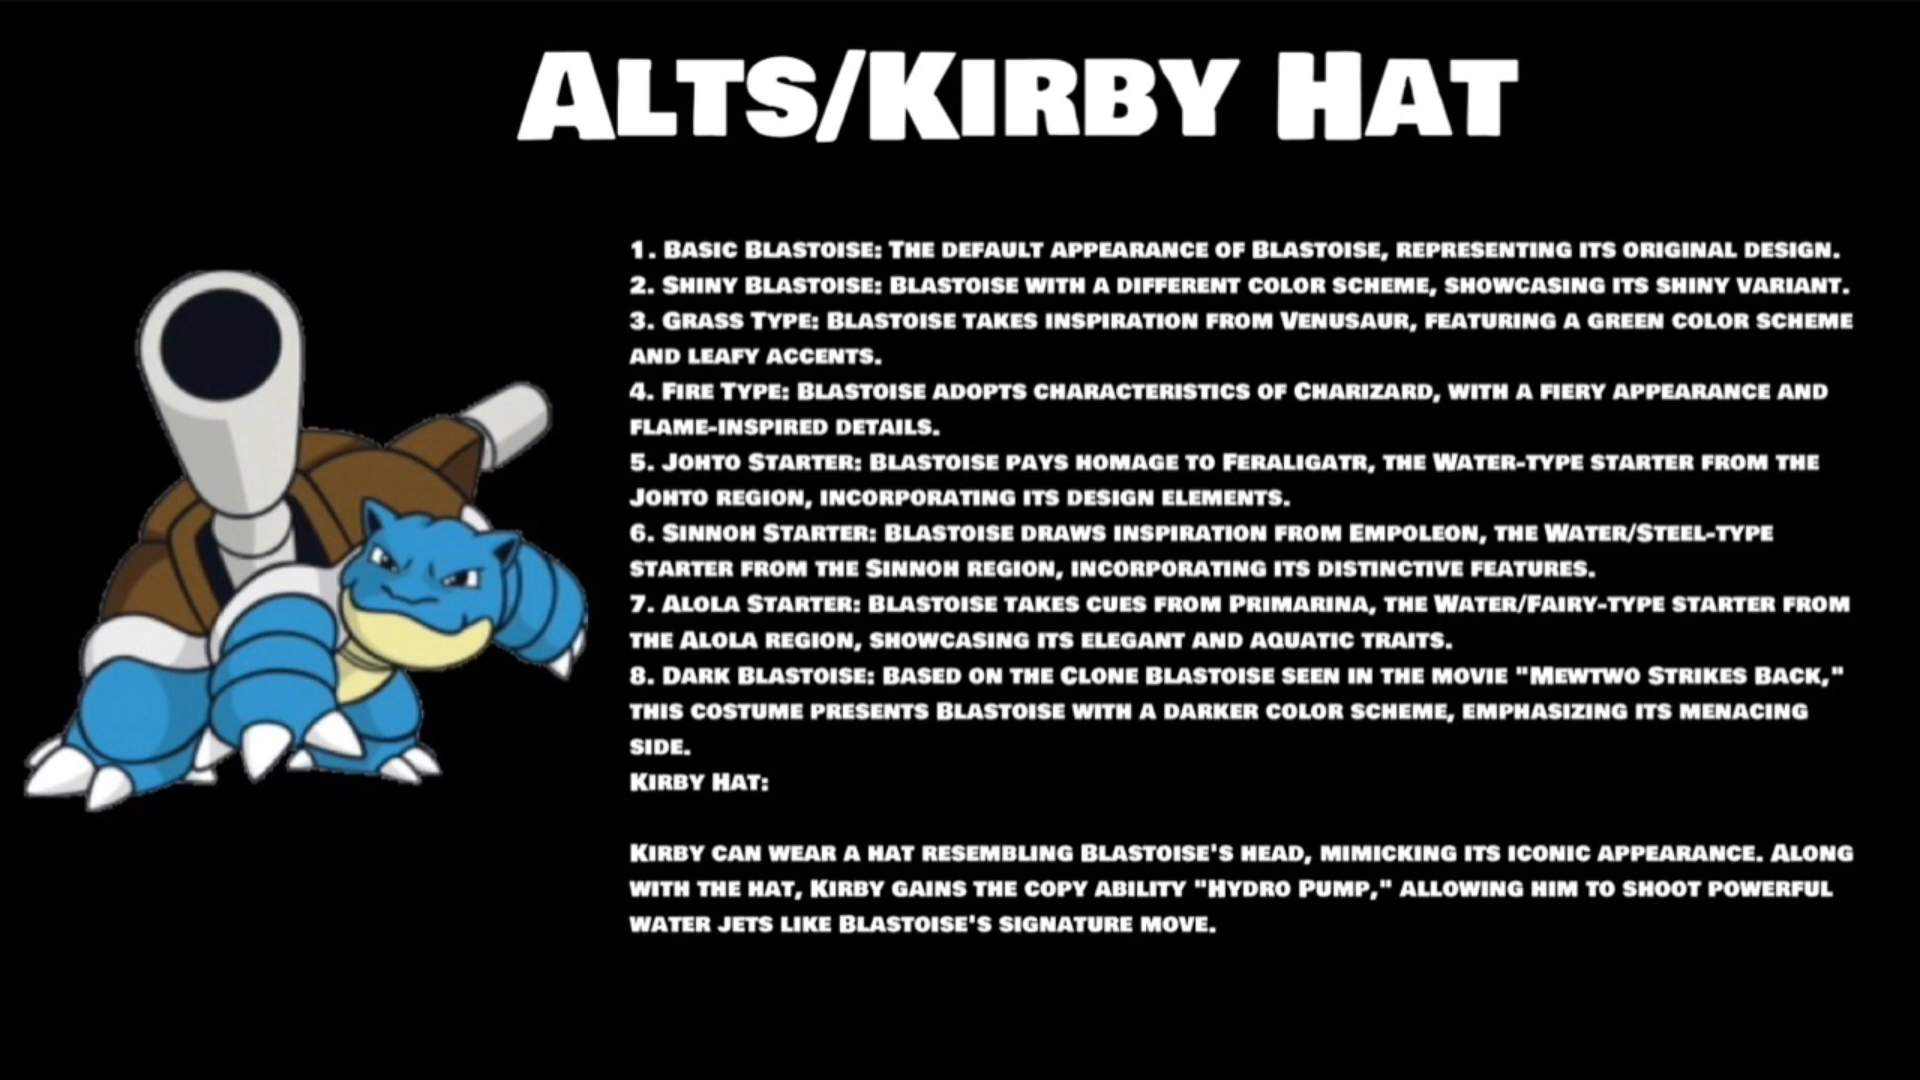 Alts/Kirby Hat
1. Basic Blastoise: The default appearance of Blastoise, representing its original design.
2. Shiny Blastoise: Blastoise with a different color scheme, showcasing its shiny variant.
3. Grass Type: Blastoise takes inspiration from Venusaur, featuring a green color scheme
and leafy accents.
4. Fire Type: Blastoise adopts characteristics of Charizard, with a fiery appearance and
flame-inspired details.
5. Johto Starter: Blastoise pays homage to Feraligatr, the Water-type starter from the
Johto region, incorporating its design elements.
6. Sinnoh Starter: Blastoise draws inspiration from Empoleon, the Water/Steel-type
starter from the Sinnoh region, incorporating its distinctive features.
7. Alola Starter: Blastoise takes cues from Primarina, the Water/Fairy-type starter from
the Alola region, showcasing its elegant and aquatic traits.
8. Dark Blastoise: Based on the Clone Blastoise seen in the movie "Mewtwo Strikes Back,"
this costume presents Blastoise with a darker color scheme, emphasizing its menacing
side.
Kirby Hat:
Kirby can wear a hat resembling Blastoise's head, mimicking its iconic appearance. Along
with the hat, Kirby gains the copy ability "Hydro Pump," allowing him to shoot powerful
water jets like Blastoise's signature move.